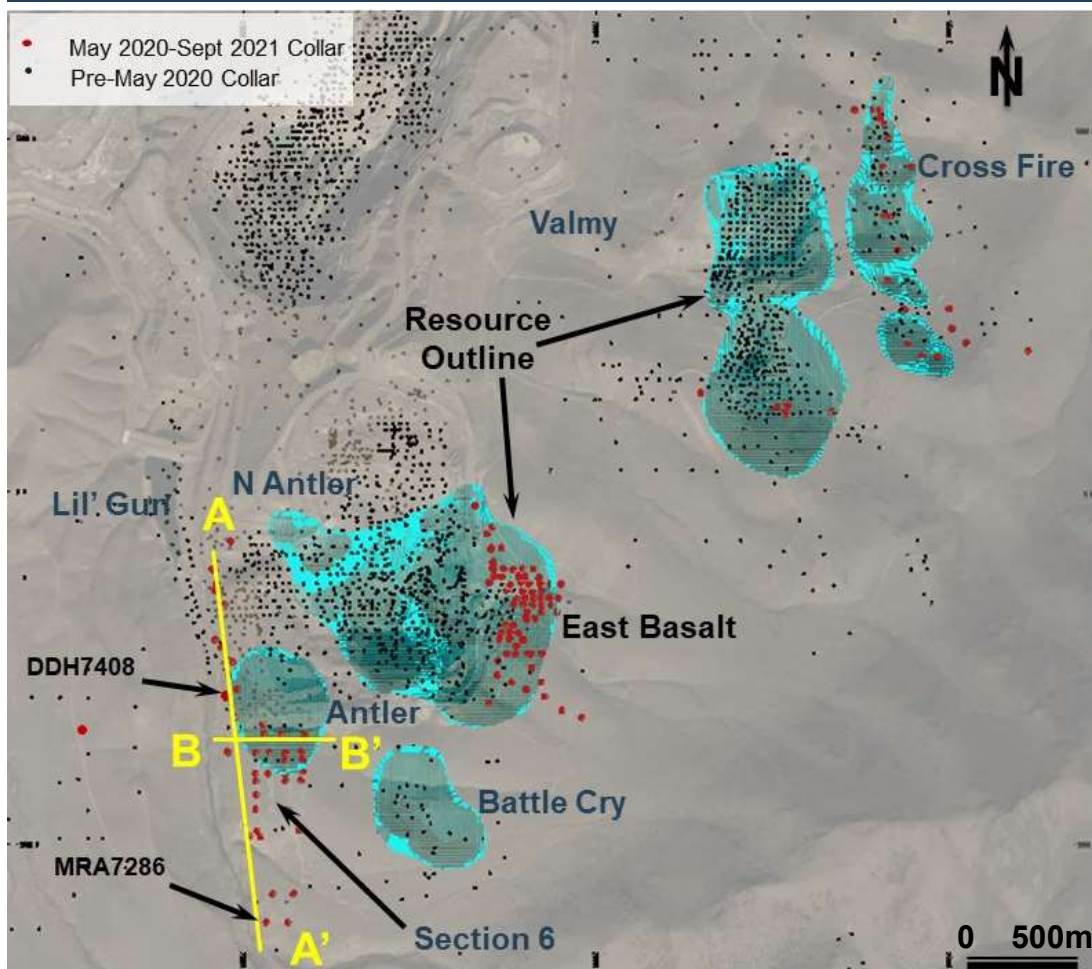 May 2020-Sept 2021 Collar
Pre-May 2020 Collar
N
Cross Fire
Valmy
Resource
Outline
N Antler
Lil' Gun
A
East Basalt
DDH7408
Antler
B
B'
Battle Cry
MRA7286
Section 6
A'
0 500m